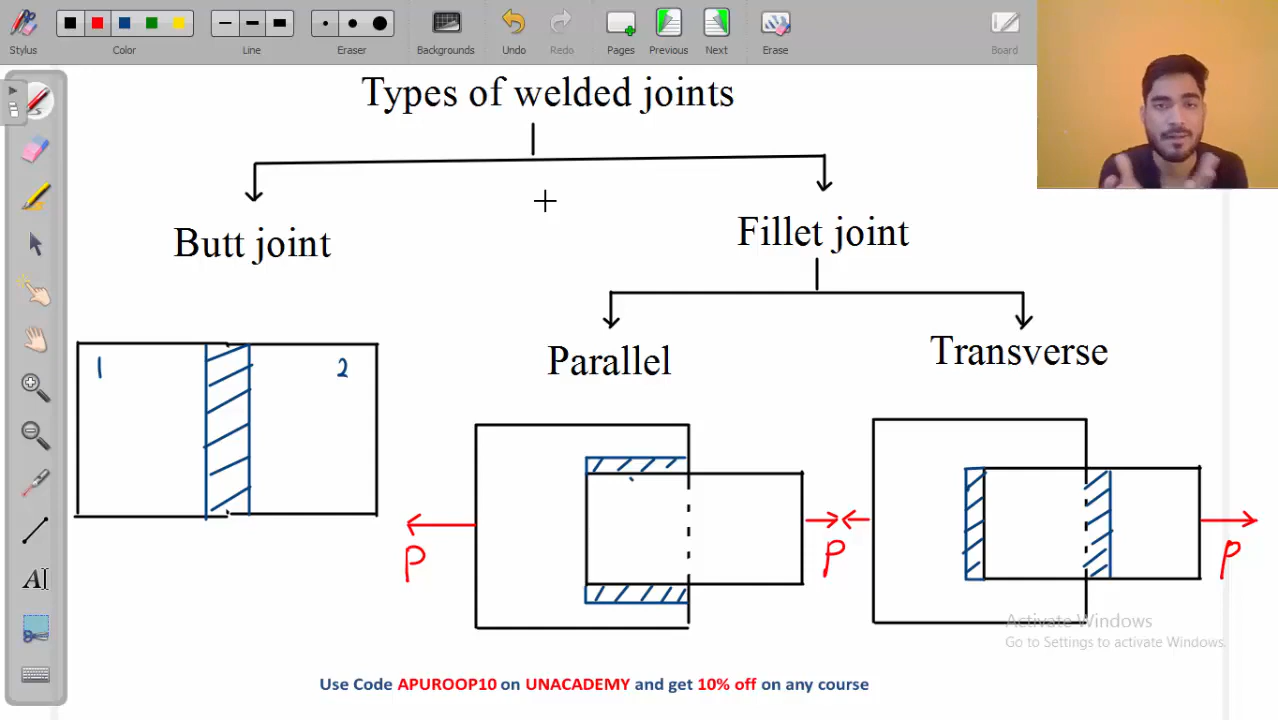 Stylus
Color
Line
Eraser
Backgrounds
Undo
Redo
Pages
Previous
Next
Erase
Board
Types of welded joints
Butt joint
Fillet joint
Parallel
Transverse
1
2
P
P
P
A
Activate Windows
Go to Settings to activate Windows.
Use Code APUROOP10 on UNACADEMY and get 10% off on any course